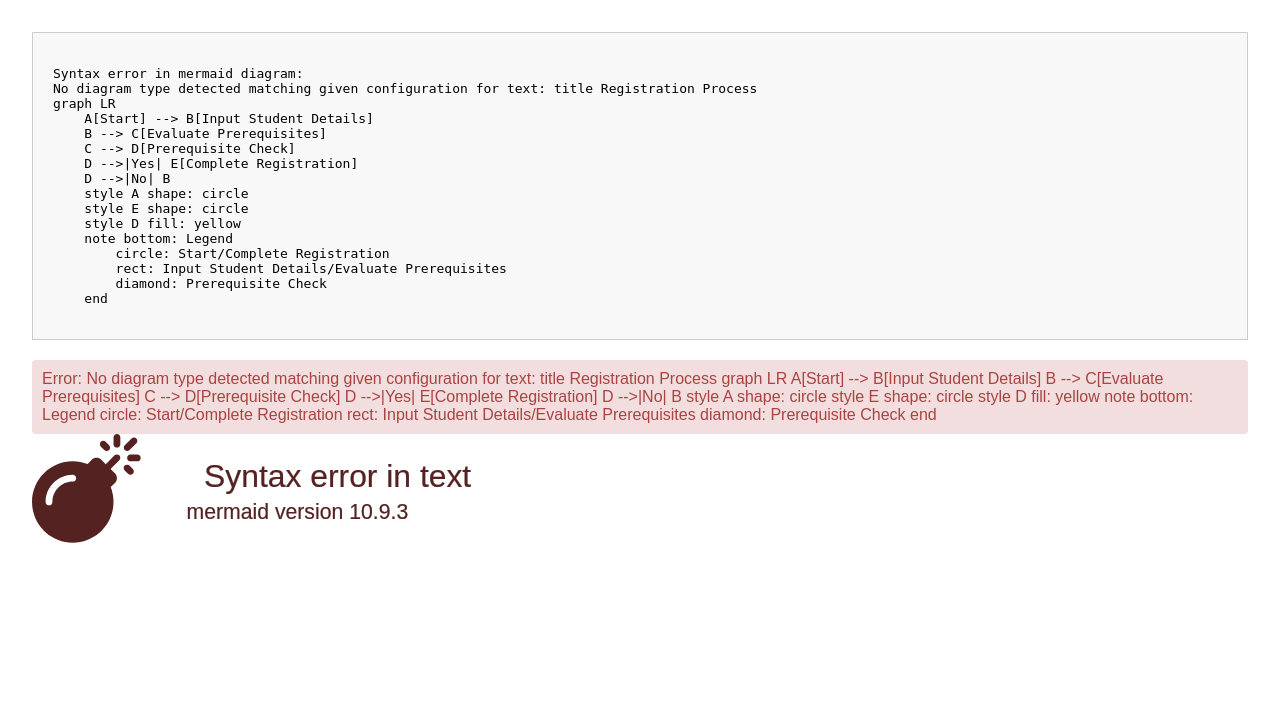 Syntax error in mermaid diagram:
No diagram type detected matching given configuration for text: title Registration Process
graph LR
    A[Start] --> B[Input Student Details]
    B --> C[Evaluate Prerequisites]
    C --> D[Prerequisite Check]
    D -->|Yes| E[Complete Registration]
    D -->|No| B
    style A shape: circle
    style E shape: circle
    style D fill: yellow
    note bottom: Legend
        circle: Start/Complete Registration
        rect: Input Student Details/Evaluate Prerequisites
        diamond: Prerequisite Check
    end
Error: No diagram type detected matching given configuration for text: title Registration Process graph LR A[Start] --> B[Input Student Details] B --> C[Evaluate
Prerequisites] C --> D[Prerequisite Check] D -->|Yes| E[Complete Registration] D -->|No| B style A shape: circle style E shape: circle style D fill: yellow note bottom:
Legend circle: Start/Complete Registration rect: Input Student Details/Evaluate Prerequisites diamond: Prerequisite Check end
Syntax error in text
mermaid version 10.9.3